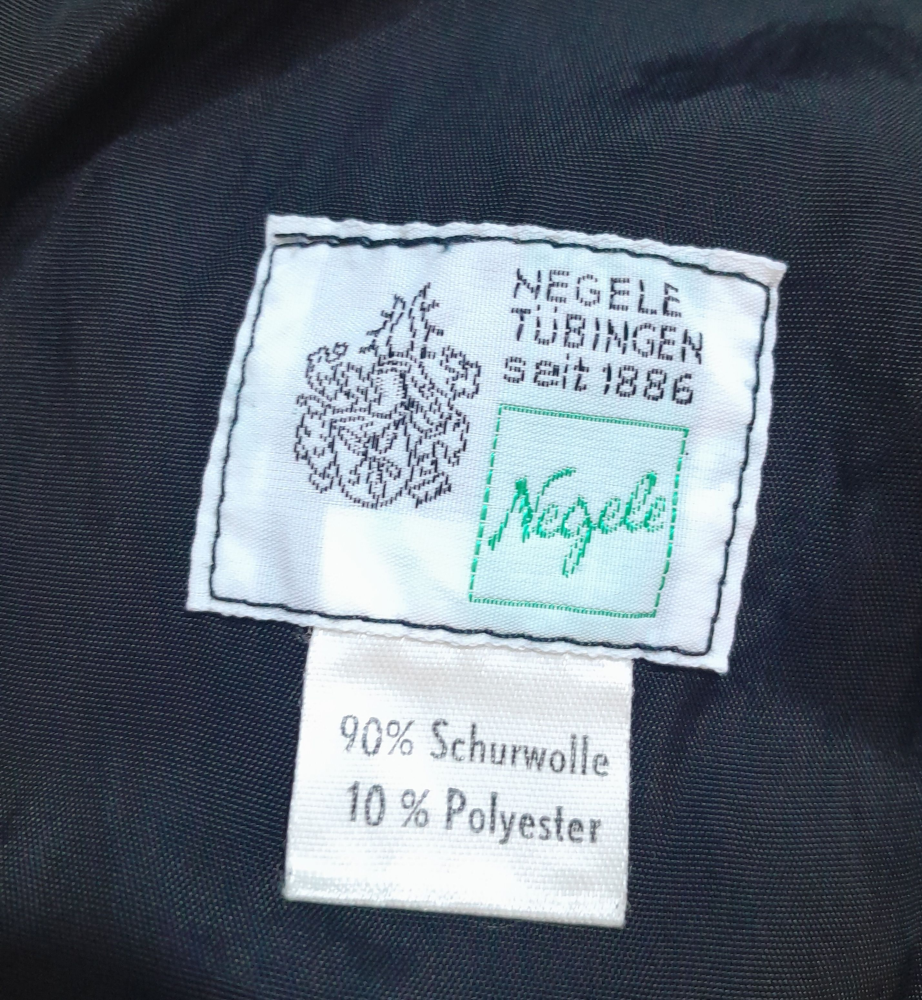 NEGELE
TÜBINGEN
seit 1886
Negele
90% Schurwolle
10 % Polyester